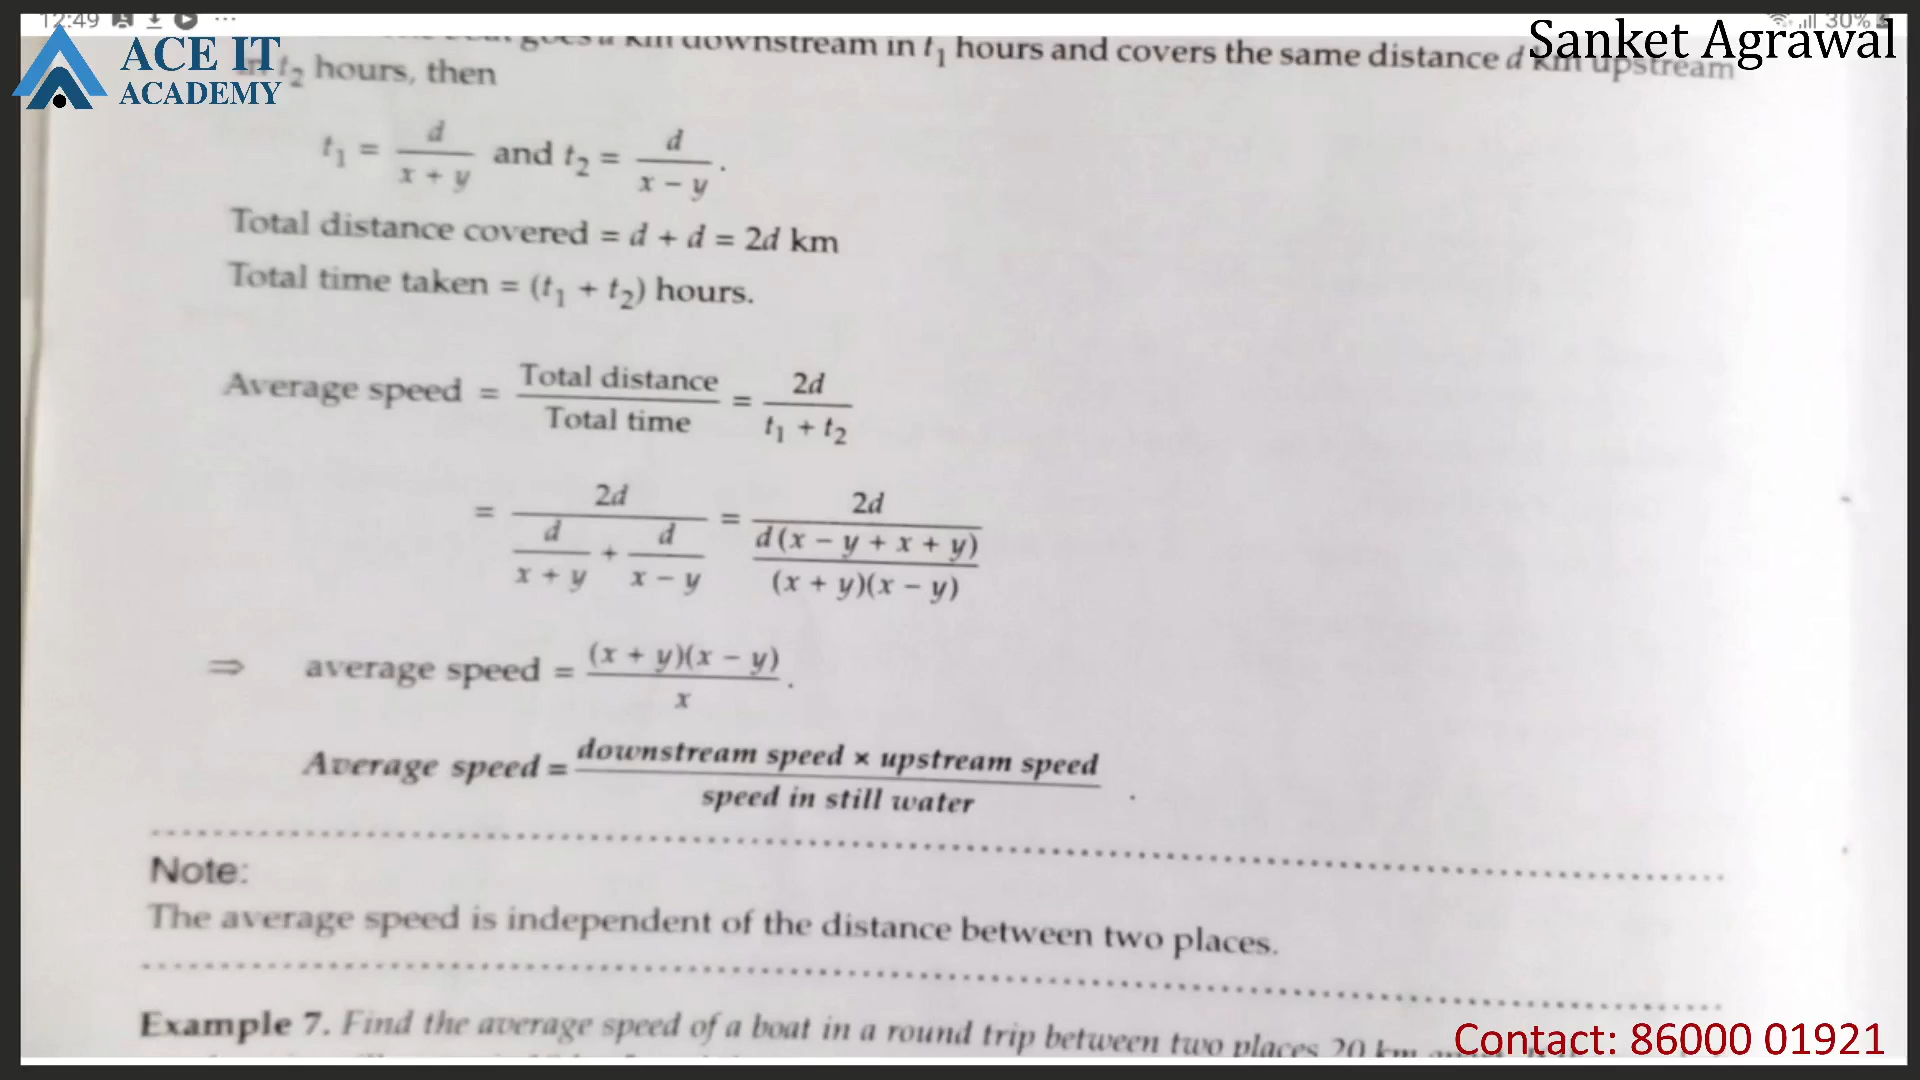 12:49
30%
ACE IT
ACADEMY
Sanket Agrawal
downstream in t₁ hours and covers the same distance d km upstream
t₂ hours, then
t₁ = d / (x + y) and t₂ = d / (x − y) .
Total distance covered = d + d = 2d km
Total time taken = (t₁ + t₂) hours.
Average speed = Total distance / Total time = 2d / (t₁ + t₂)
= 2d / (d / (x + y) + d / (x − y)) = 2d / (d(x − y + x + y) / (x + y)(x − y))
⇒ average speed = (x + y)(x − y) / x .
Average speed = downstream speed × upstream speed / speed in still water .
Note:
The average speed is independent of the distance between two places.
Example 7. Find the average speed of a boat in a round trip between two places 20 km
Contact: 86000 01921